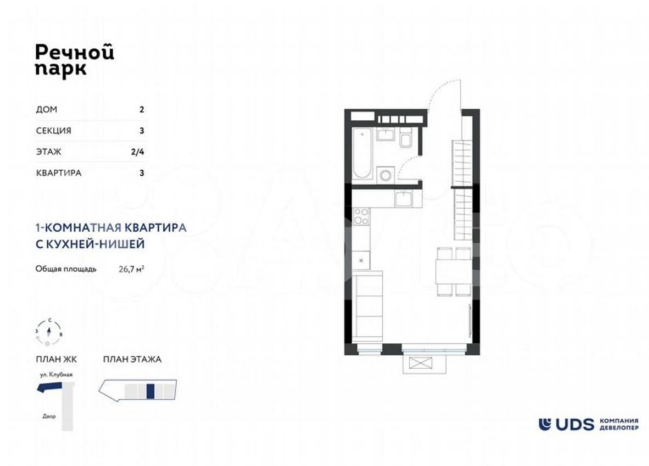 Речной
парк
ДОМ 2
СЕКЦИЯ 3
ЭТАЖ 2/4
КВАРТИРА 3
1-КОМНАТНАЯ КВАРТИРА
С КУХНЕЙ-НИШЕЙ
Общая площадь 26,7 м²
С
З В
Ю
ПЛАН ЖК ПЛАН ЭТАЖА
ул. Клубная
Двор
UDS КОМПАНИЯ
ДЕВЕЛОПЕР